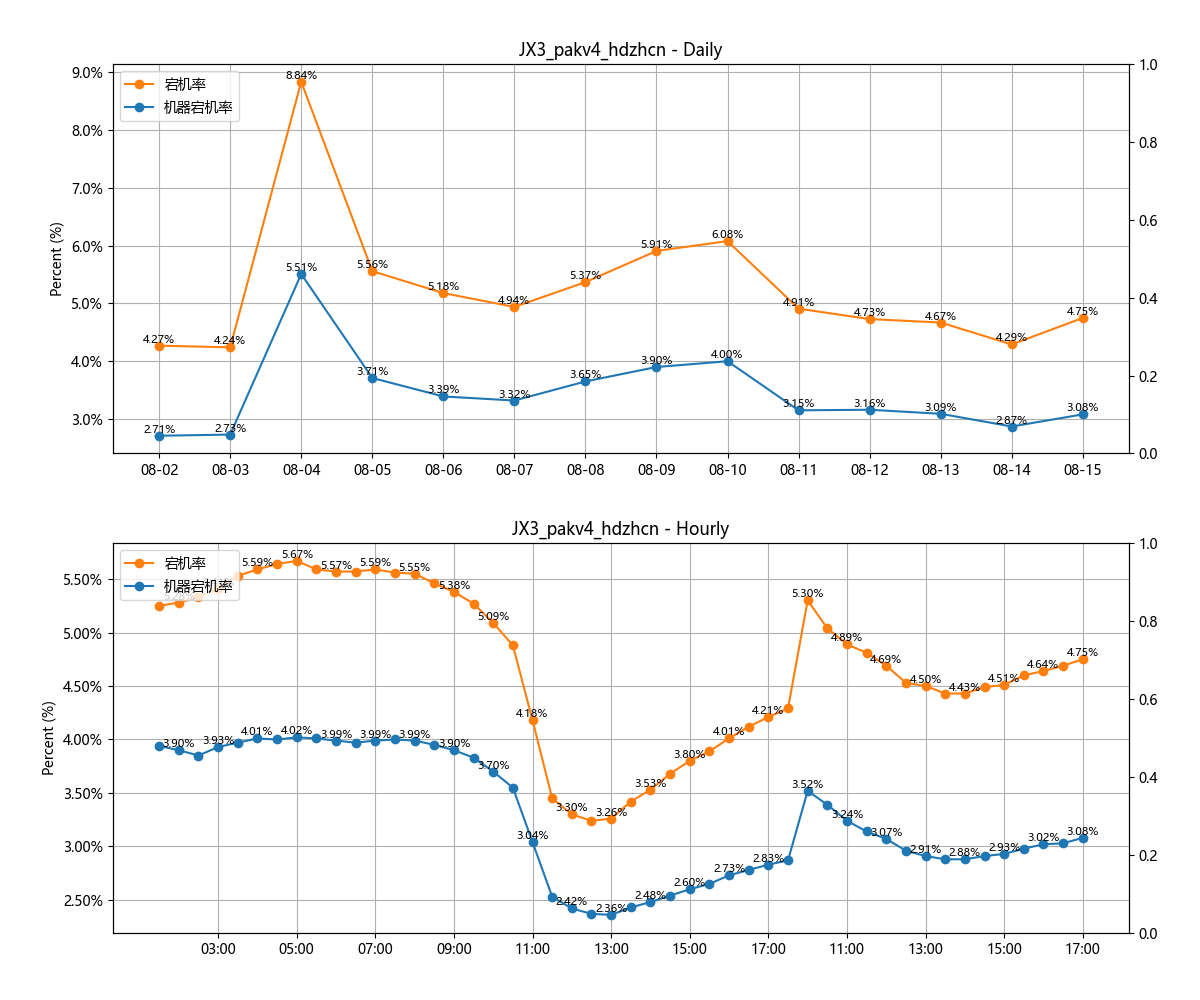 JX3_pakv4_hdzhcn - Daily
宕机率
机器宕机率
Percent (%)
9.0%
8.0%
7.0%
6.0%
5.0%
4.0%
3.0%
1.0
0.8
0.6
0.4
0.2
0.0
4.27% 4.24% 8.84% 5.56% 5.18% 4.94% 5.37% 5.91% 6.08% 4.91% 4.73% 4.67% 4.29% 4.75%
2.71% 2.73% 5.51% 3.71% 3.39% 3.32% 3.65% 3.90% 4.00% 3.15% 3.16% 3.09% 2.87% 3.08%
08-02 08-03 08-04 08-05 08-06 08-07 08-08 08-09 08-10 08-11 08-12 08-13 08-14 08-15
JX3_pakv4_hdzhcn - Hourly
宕机率
机器宕机率
Percent (%)
5.50%
5.00%
4.50%
4.00%
3.50%
3.00%
2.50%
1.0
0.8
0.6
0.4
0.2
0.0
5.59% 5.67% 5.57% 5.59% 5.55% 5.38% 5.09% 4.18% 3.30% 3.26% 3.53% 3.80% 4.01% 4.21% 5.30% 4.89% 4.69% 4.50% 4.43% 4.51% 4.64% 4.75%
3.90% 3.93% 4.01% 4.02% 3.99% 3.99% 3.99% 3.90% 3.70% 3.04% 2.42% 2.36% 2.48% 2.60% 2.73% 2.83% 3.52% 3.24% 3.07% 2.91% 2.88% 2.93% 3.02% 3.08%
03:00 05:00 07:00 09:00 11:00 13:00 15:00 17:00 11:00 13:00 15:00 17:00